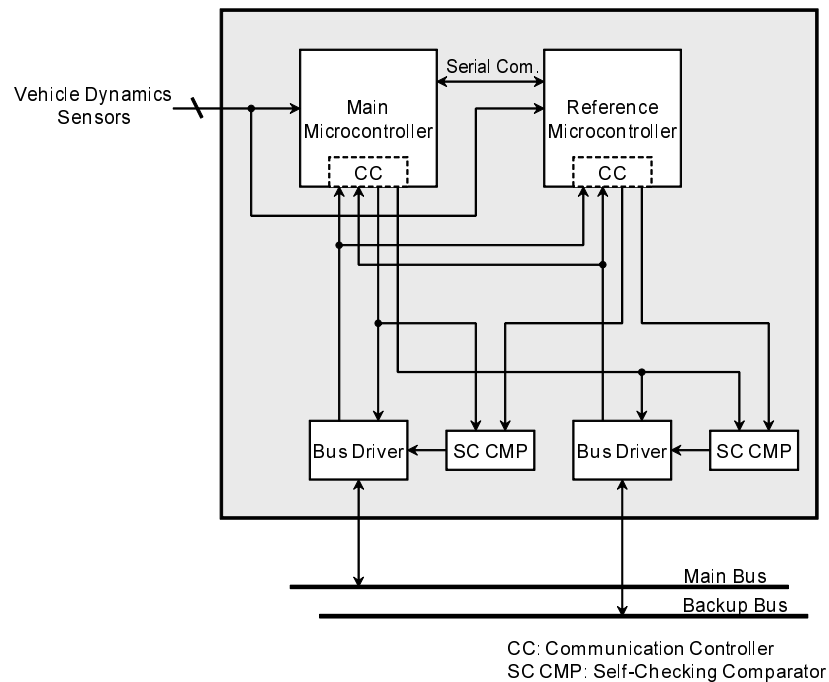 Vehicle Dynamics
Sensors
Main
Microcontroller
CC
Serial Com.
Reference
Microcontroller
CC
Bus Driver
SC CMP
Bus Driver
SC CMP
Main Bus
Backup Bus
CC: Communication Controller
SC CMP: Self-Checking Comparator